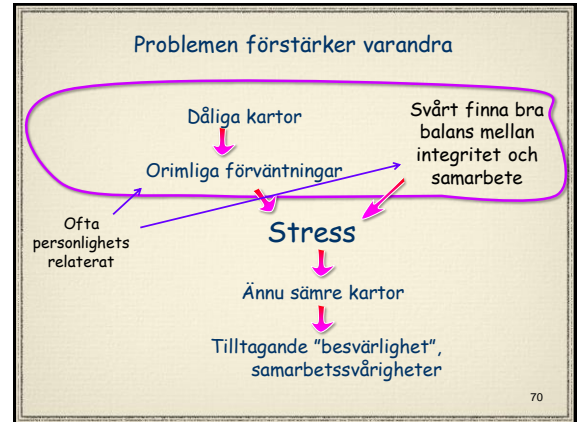 Problemen förstärker varandra
Dåliga kartor
Orimliga förväntningar
Svårt finna bra
balans mellan
integritet och
samarbete
Ofta
personlighets
relaterat
Stress
Ännu sämre kartor
Tilltagande ”besvärlighet”,
samarbetssvårigheter
70